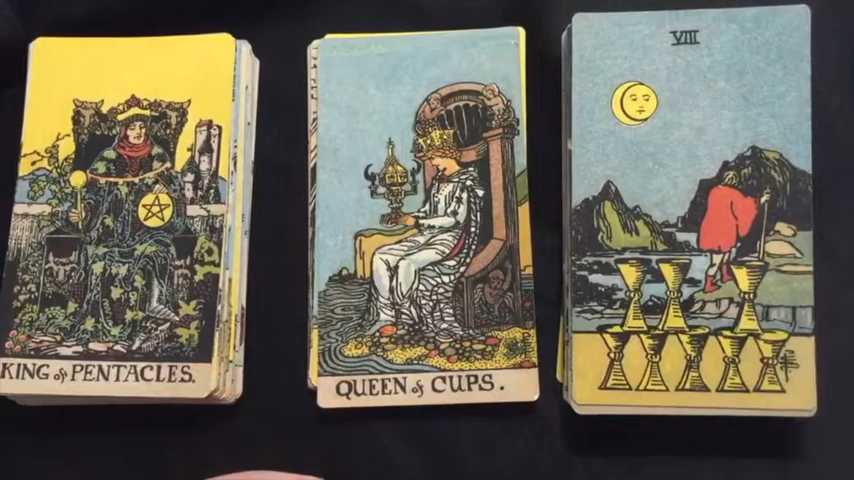 KING of PENTACLES.
QUEEN of CUPS.
VIII